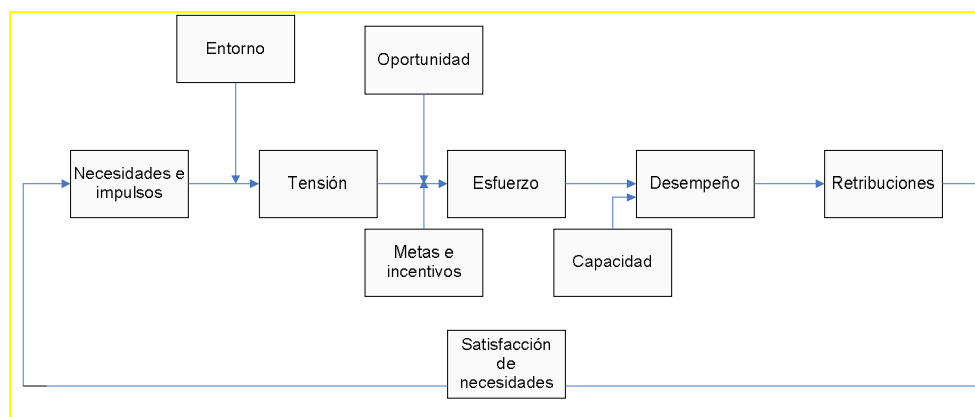 Entorno
Oportunidad
Necesidades e
impulsos
Tensión
Esfuerzo
Desempeño
Retribuciones
Metas e
incentivos
Capacidad
Satisfacción
de
necesidades